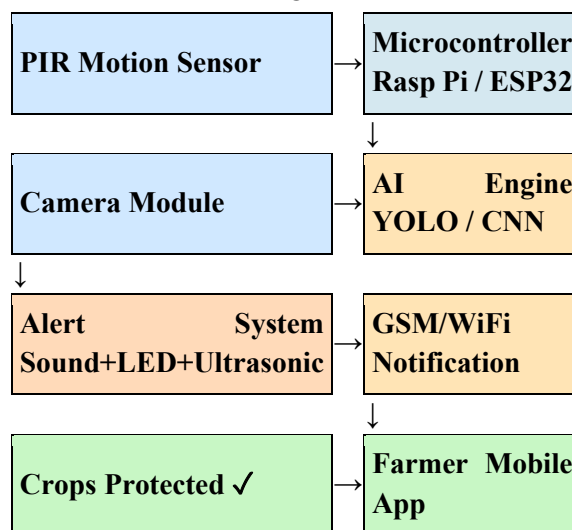 PIR Motion Sensor → Microcontroller
Rasp Pi / ESP32
↓
Camera Module → AI Engine
YOLO / CNN
↓
Alert System
Sound+LED+Ultrasonic → GSM/WiFi
Notification
↓
Crops Protected ✓ → Farmer Mobile
App